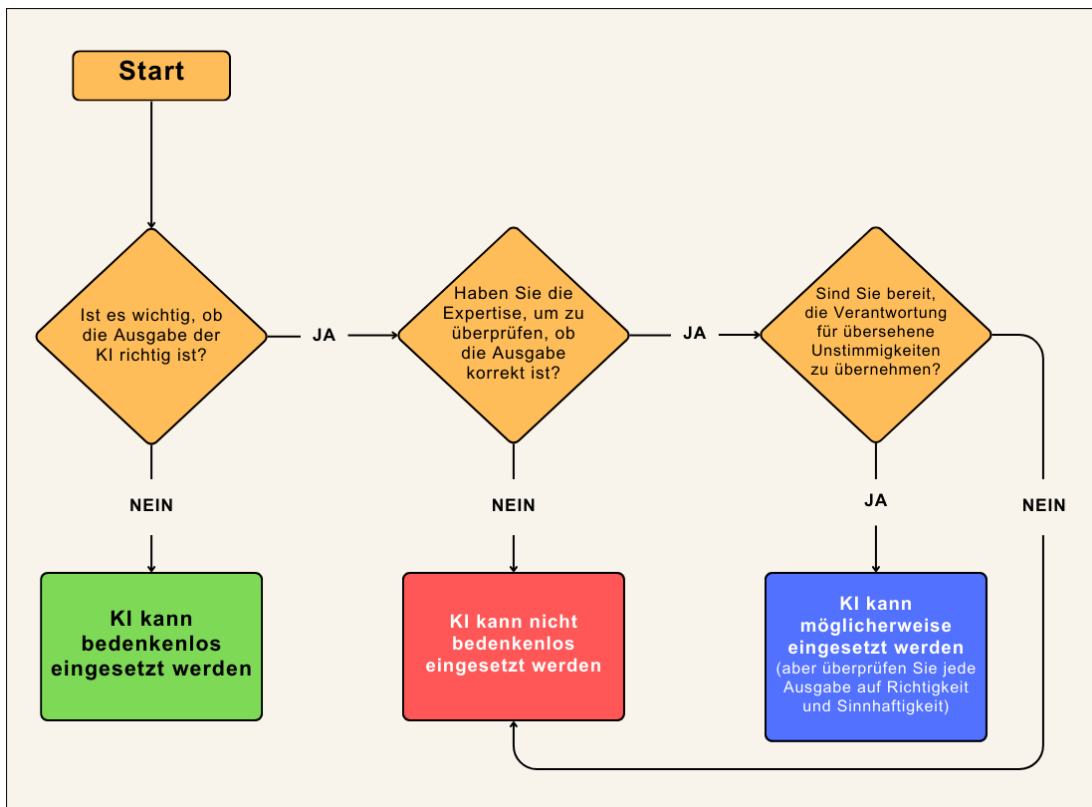 Start
Ist es wichtig, ob
die Ausgabe der
KI richtig ist?
JA
Haben Sie die
Expertise, um zu
überprüfen, ob
die Ausgabe
korrekt ist?
JA
Sind Sie bereit,
die Verantwortung
für übersehene
Unstimmigkeiten
zu übernehmen?
NEIN
NEIN
JA
NEIN
KI kann
bedenkenlos
eingesetzt werden
KI kann nicht
bedenkenlos
eingesetzt werden
KI kann
möglicherweise
eingesetzt werden
(aber überprüfen Sie jede
Ausgabe auf Richtigkeit
und Sinnhaftigkeit)